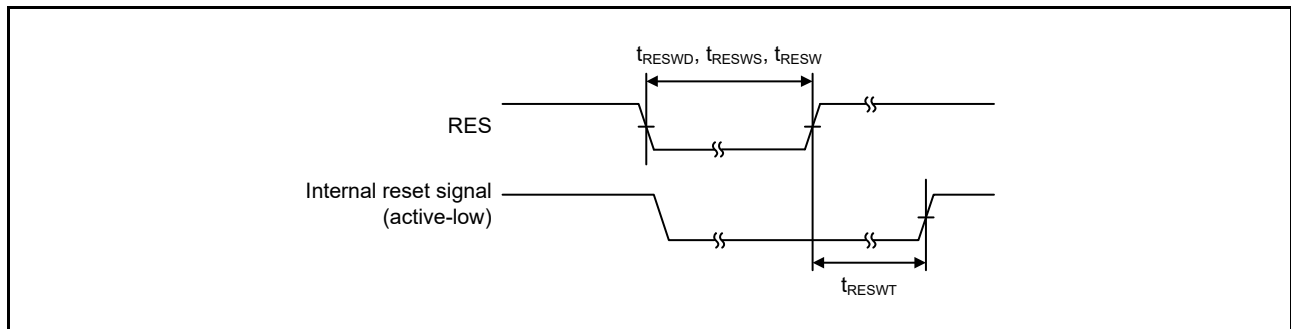 tRESWD, tRESWS, tRESW
RES
Internal reset signal
(active-low)
tRESWT